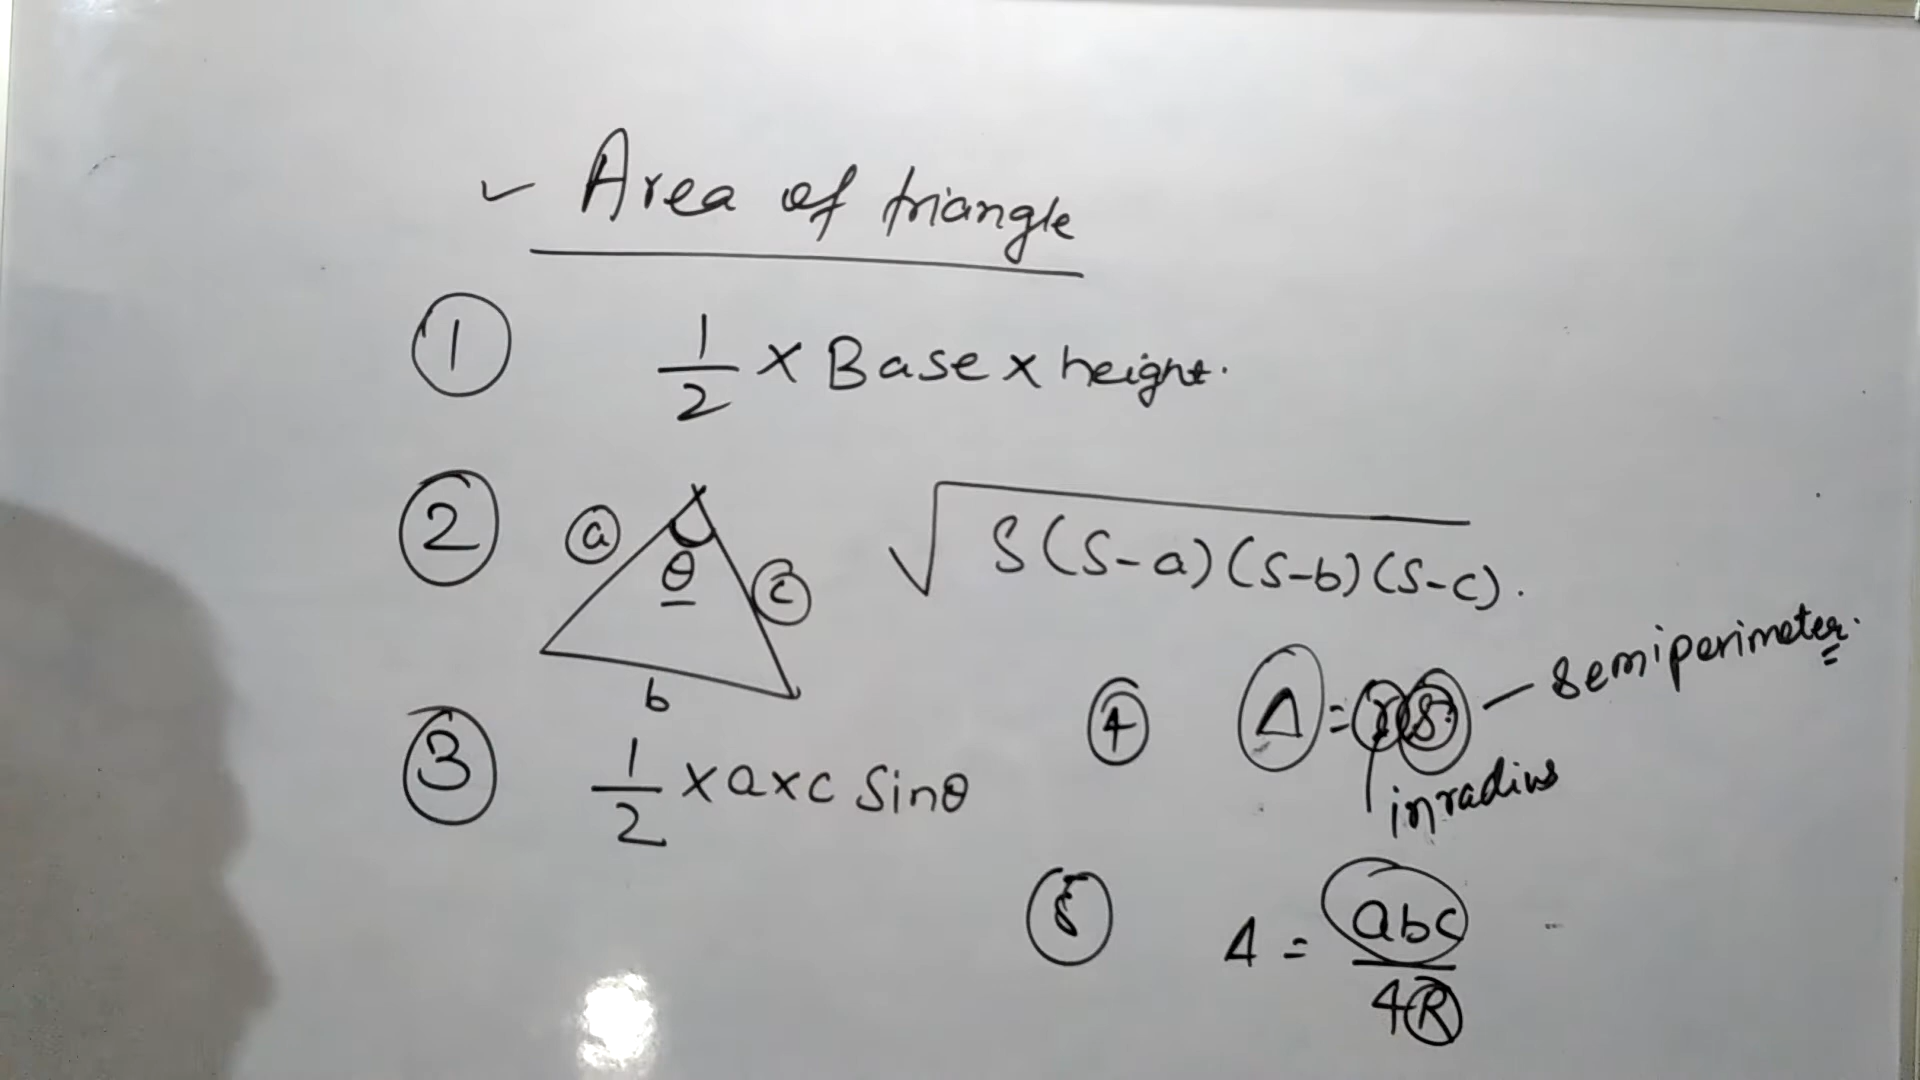 ✓ Area of triangle
① 1/2 × Base × height.
② a θ c b √S(S-a)(S-b)(S-c).
③ 1/2 × a×c Sinθ
④ Δ = rs — Semiperimeter.
inradius
⑤ Δ = abc/4R